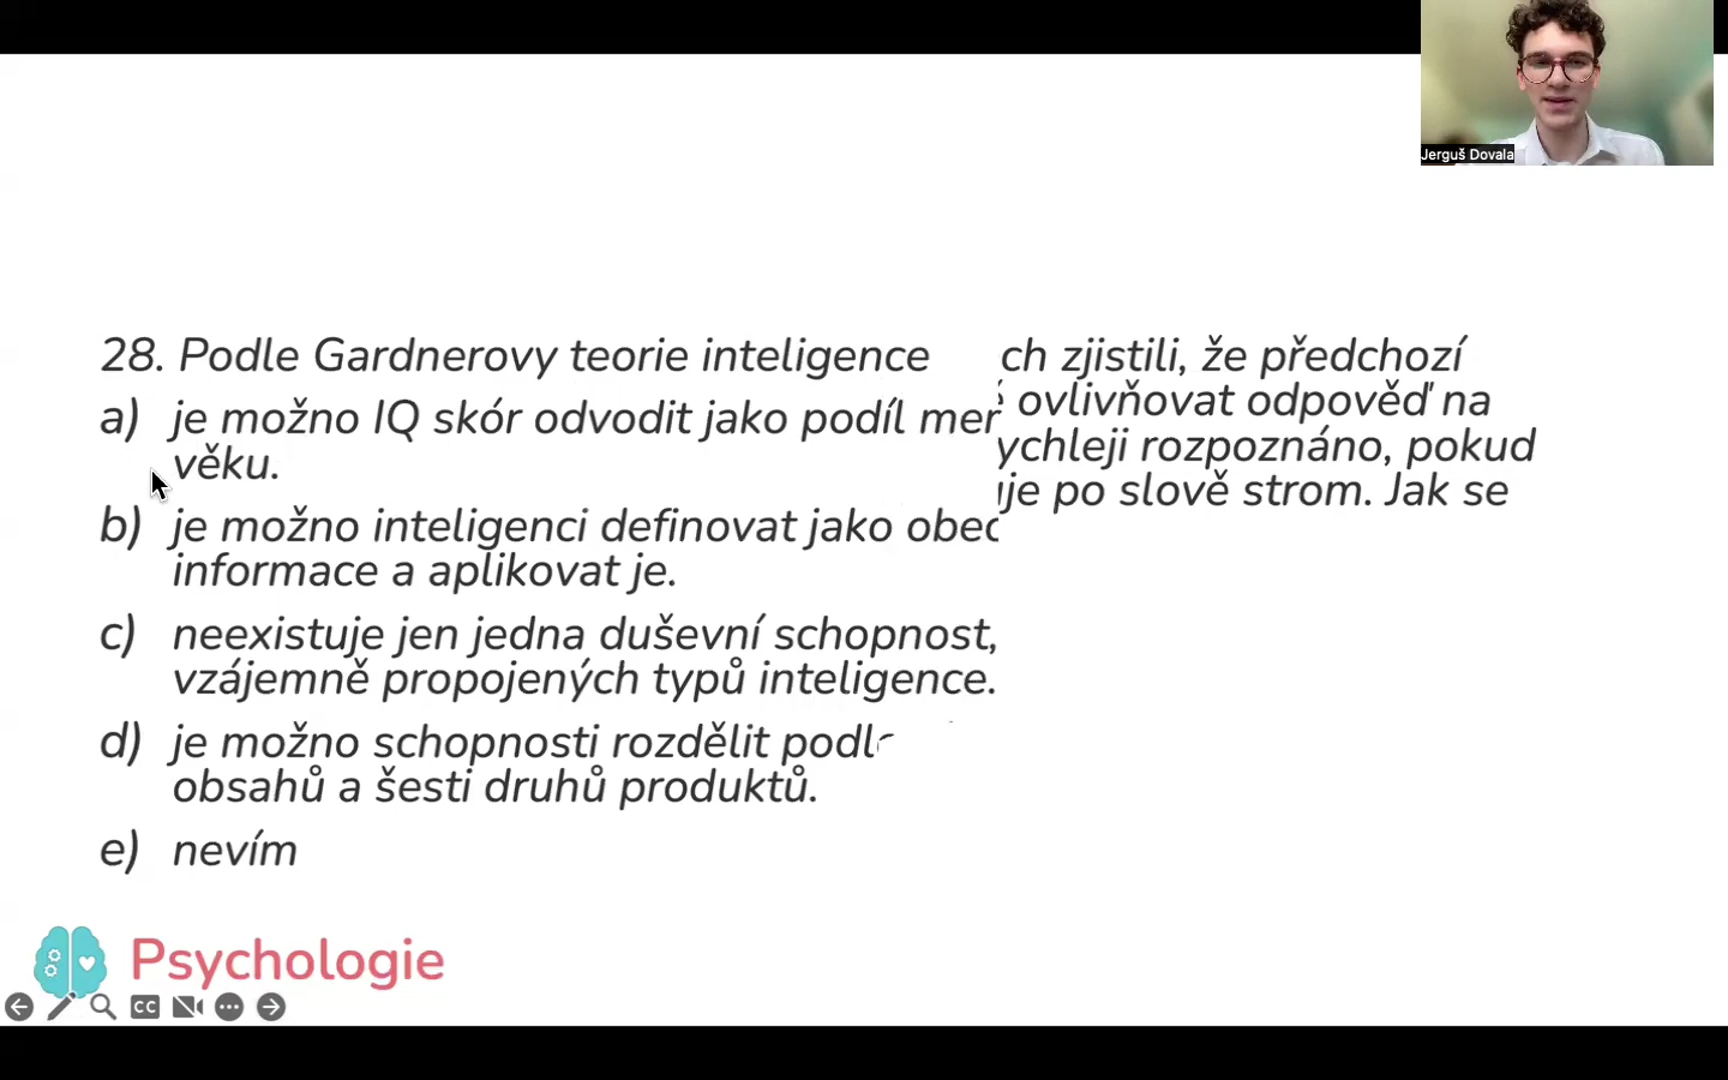 Jerguš Dovala
28. Podle Gardnerovy teorie inteligence
ch zjistili, že předchozí
ovlivňovat odpověď na
a) je možno IQ skór odvodit jako podíl
věku.
ychleji rozpoznáno, pokud
je po slově strom. Jak se
b) je možno inteligenci definovat jako
informace a aplikovat je.
c) neexistuje jen jedna duševní schopnost,
vzájemně propojených typů inteligence.
d) je možno schopnosti rozdělit
obsahů a šesti druhů produktů.
e) nevím
Psychologie
CC